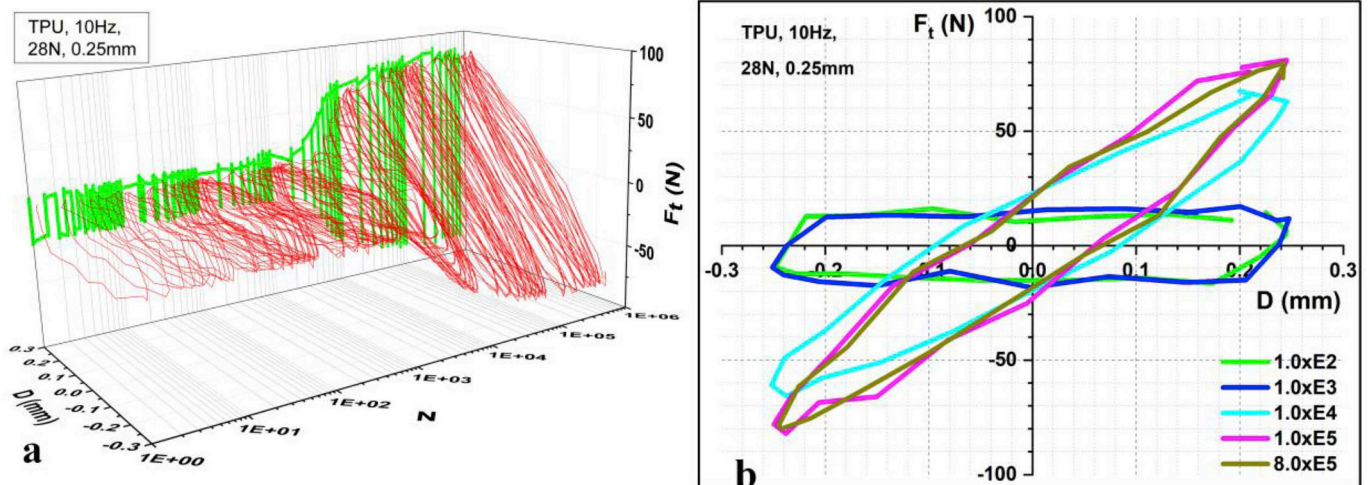 TPU, 10Hz,
28N, 0.25mm
100
50
0
-50
F_t (N)
0.3
0.2
0.1
0.0
-0.1
-0.2
-0.3
D (mm)
1E+00
1E+01
1E+02
1E+03
1E+04
1E+05
1E+06
N
a
TPU, 10Hz,
28N, 0.25mm
F_t (N)
100
50
0
-50
-100
-0.3
-0.2
0.0
0.1
0.2
0.3
D (mm)
1.0xE2
1.0xE3
1.0xE4
1.0xE5
8.0xE5
b